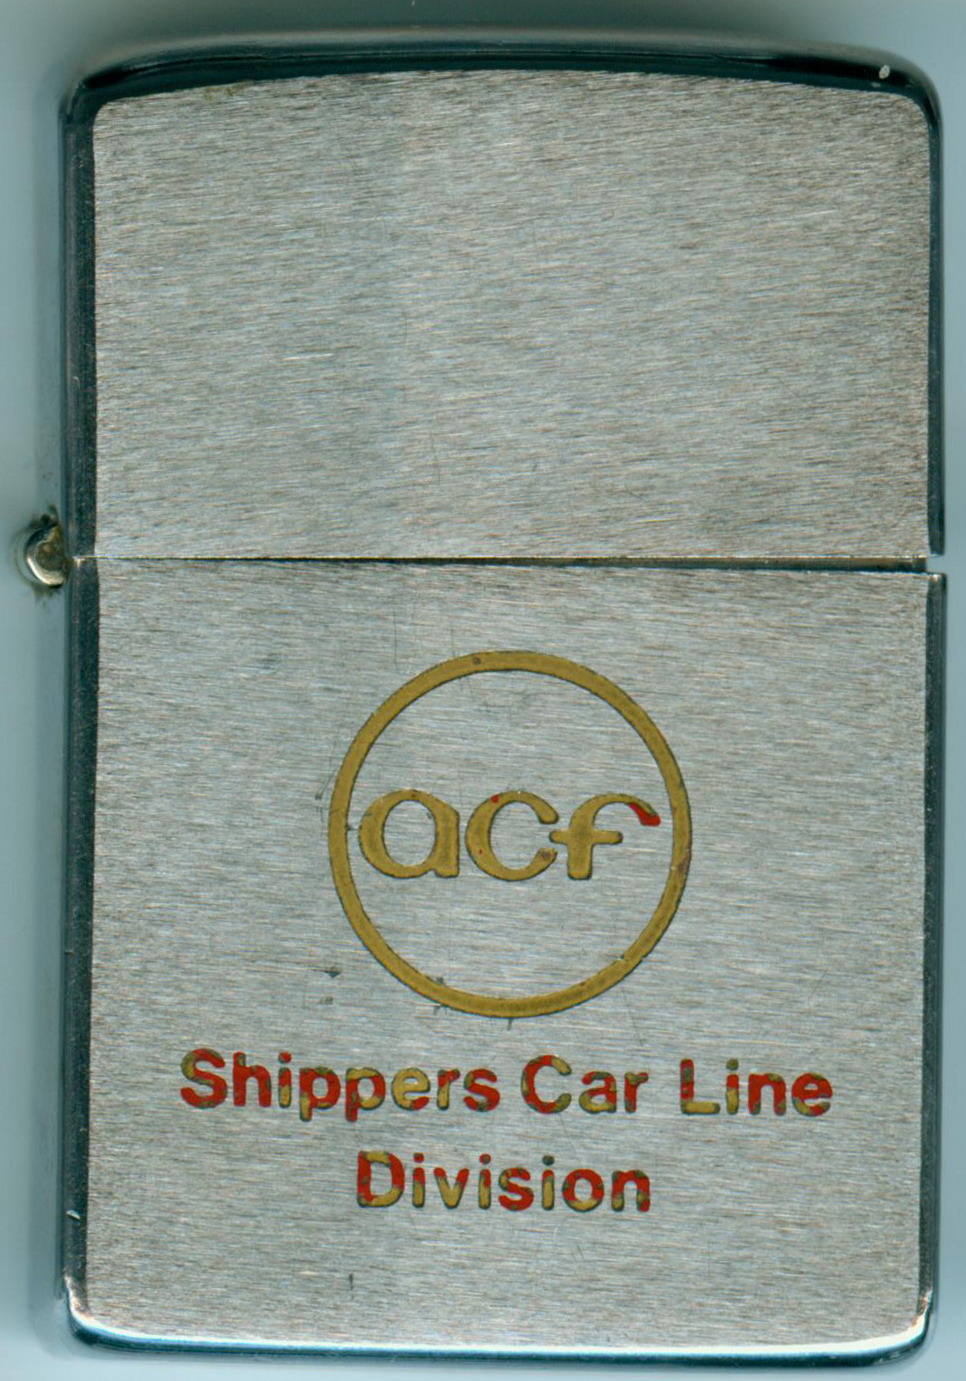 acf
Shippers Car Line
Division